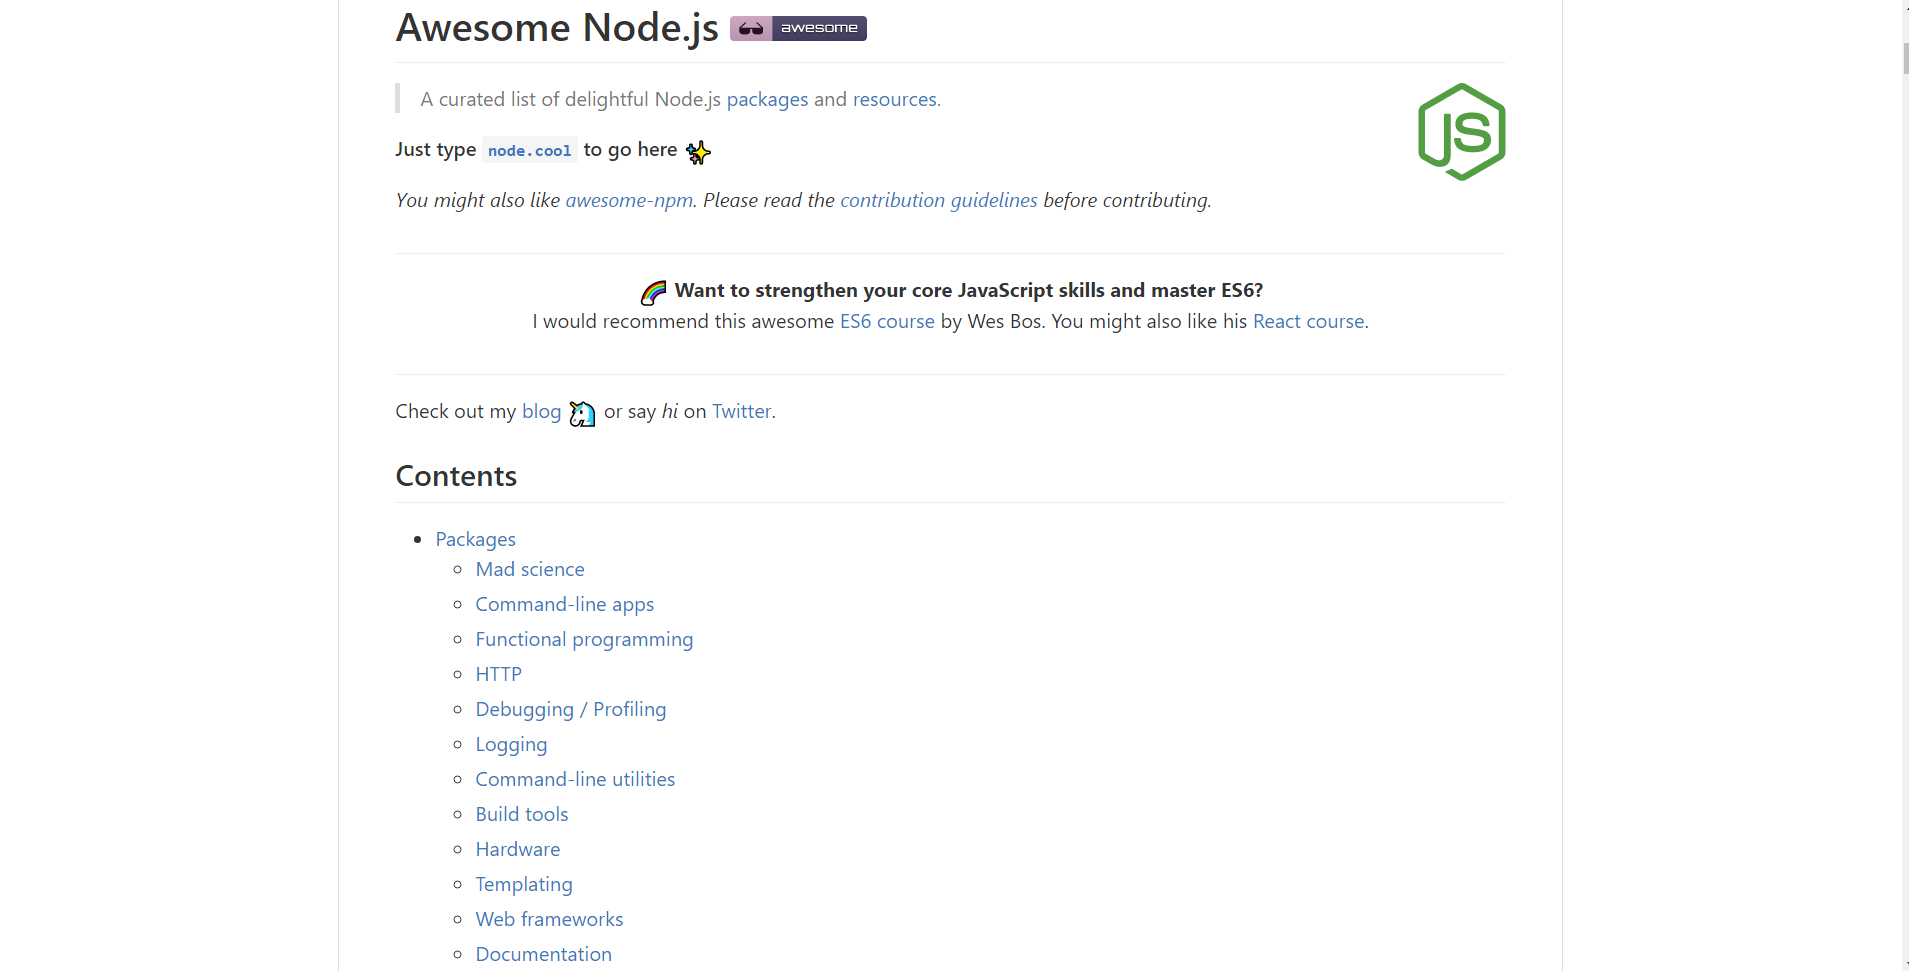 Awesome Node.js awesome
A curated list of delightful Node.js packages and resources.
JS
Just type node.cool to go here
You might also like awesome-npm. Please read the contribution guidelines before contributing.
Want to strengthen your core JavaScript skills and master ES6?
I would recommend this awesome ES6 course by Wes Bos. You might also like his React course.
Check out my blog or say hi on Twitter.
Contents
Packages
Mad science
Command-line apps
Functional programming
HTTP
Debugging / Profiling
Logging
Command-line utilities
Build tools
Hardware
Templating
Web frameworks
Documentation